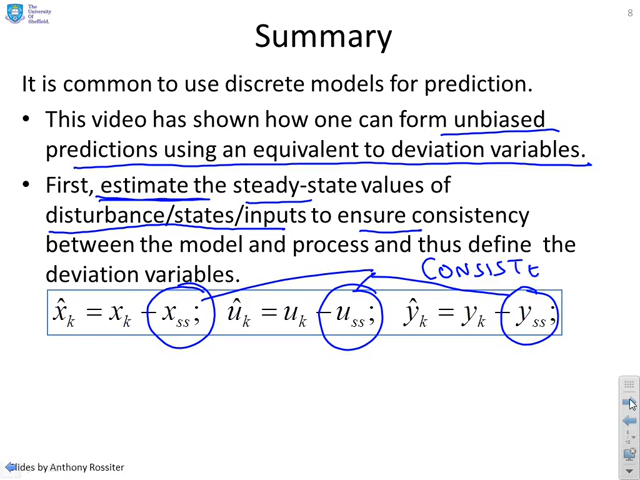 The
University
Of
Sheffield.
8
Summary
It is common to use discrete models for prediction.
• This video has shown how one can form unbiased
predictions using an equivalent to deviation variables.
• First, estimate the steady-state values of
disturbance/states/inputs to ensure consistency
between the model and process and thus define the
deviation variables.
CONSISTE
x̂ₖ = xₖ − xₛₛ; ûₖ = uₖ − uₛₛ; ŷₖ = yₖ − yₛₛ;
Slides by Anthony Rossiter